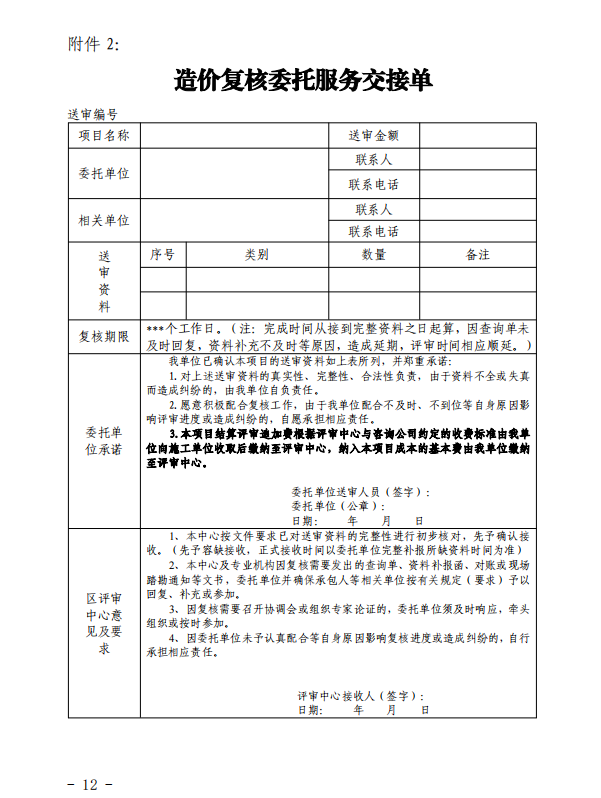 附件 2：
造价复核委托服务交接单
送审编号
项目名称 送审金额
委托单位 联系人
联系电话
相关单位 联系人
联系电话
送审资料 序号 类别 数量 备注
复核期限 ***个工作日。（注：完成时间从接到完整资料之日起算，因查询单未
及时回复，资料补充不及时等原因，造成延期，评审时间相应顺延。）
我单位已确认本项目的送审资料如上表所列，并郑重承诺：
1.对上述送审资料的真实性、完整性、合法性负责，由于资料不全或失真
而造成纠纷的，由我单位自负责任。
2.愿意积极配合复核工作，由于我单位配合不及时、不到位等自身原因影
响评审进度或造成纠纷的，自愿承担相应责任。
委托单
位承诺
3.本项目结算评审追加费根据评审中心与咨询公司约定的收费标准由我单
位向施工单位收取后缴纳至评审中心，纳入本项目成本的基本费由我单位缴纳
至评审中心。
委托单位送审人员（签字）：
委托单位（公章）：
日期： 年 月 日
1、本中心按文件要求已对送审资料的完整性进行初步核对，先予确认接
收。（先予容缺接收，正式接收时间以委托单位完整补报所缺资料时间为准）
2、本中心及专业机构因复核需要发出的查询单、资料补报函、对账或现场
踏勘通知等文书，委托单位并确保承包人等相关单位按有关规定（要求）予以
回复、补充或参加。
区评审
中心意
见及要
求
3、因复核需要召开协调会或组织专家论证的，委托单位须及时响应，牵头
组织或按时参加。
4、因委托单位未予认真配合等自身原因影响复核进度或造成纠纷的，自行
承担相应责任。
评审中心接收人（签字）：
日期： 年 月 日
- 12 -